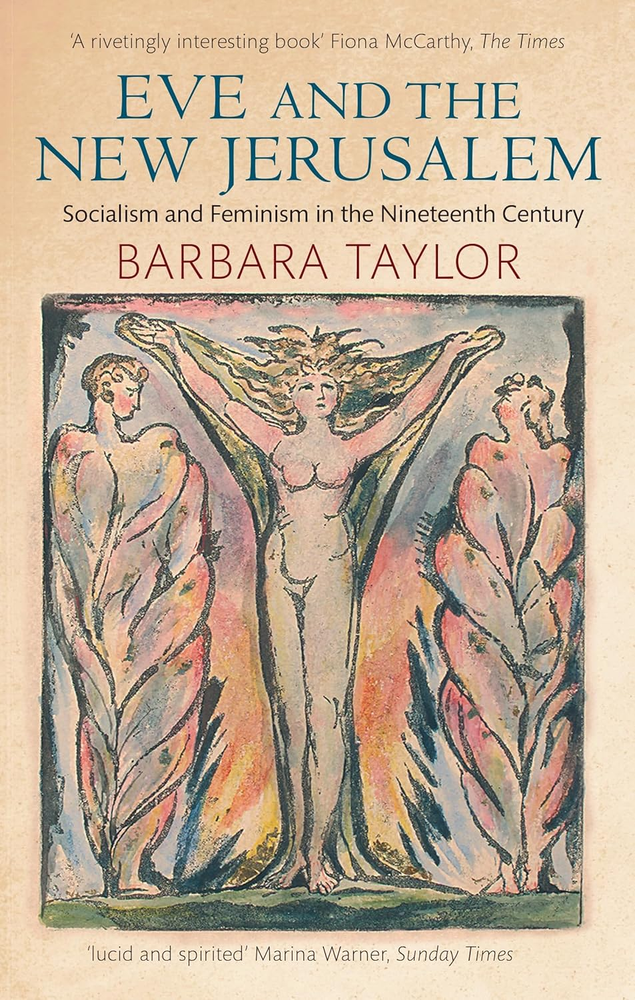 ‘A rivetingly interesting book’ Fiona McCarthy, The Times
EVE AND THE
NEW JERUSALEM
Socialism and Feminism in the Nineteenth Century
BARBARA TAYLOR
‘lucid and spirited’ Marina Warner, Sunday Times